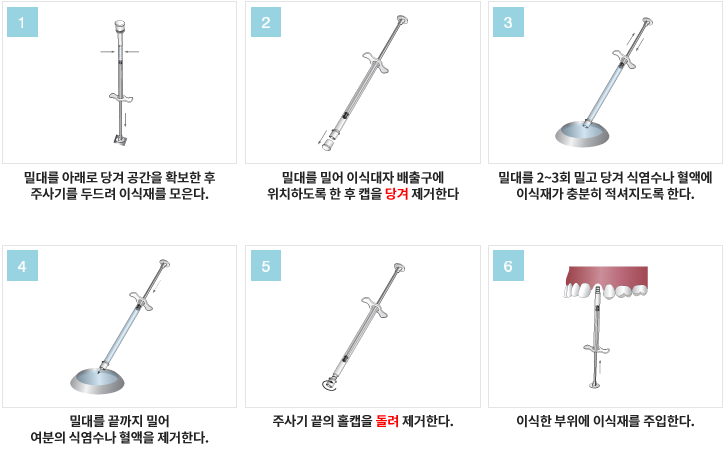 1
밀대를 아래로 당겨 공간을 확보한 후
주사기를 두드려 이식재를 모은다.
2
밀대를 밀어 이식대자 배출구에
위치하도록 한 후 캡을 당겨 제거한다
3
밀대를 2~3회 밀고 당겨 식염수나 혈액에
이식재가 충분히 적셔지도록 한다.
4
밀대를 끝까지 밀어
여분의 식염수나 혈액을 제거한다.
5
주사기 끝의 홀캡을 돌려 제거한다.
6
이식한 부위에 이식재를 주입한다.